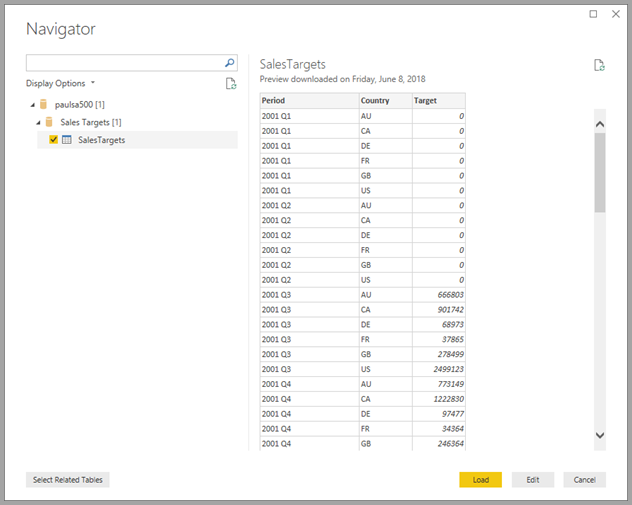 Navigator
Display Options
paulsa500 [1]
Sales Targets [1]
SalesTargets
SalesTargets
Preview downloaded on Friday, June 8, 2018
Period Country Target
2001 Q1 AU 0
2001 Q1 CA 0
2001 Q1 DE 0
2001 Q1 FR 0
2001 Q1 GB 0
2001 Q1 US 0
2001 Q2 AU 0
2001 Q2 CA 0
2001 Q2 DE 0
2001 Q2 FR 0
2001 Q2 GB 0
2001 Q2 US 0
2001 Q3 AU 666803
2001 Q3 CA 901742
2001 Q3 DE 68973
2001 Q3 FR 37865
2001 Q3 GB 278499
2001 Q3 US 2499123
2001 Q4 AU 773149
2001 Q4 CA 1222830
2001 Q4 DE 97477
2001 Q4 FR 34364
2001 Q4 GB 246364
Select Related Tables
Load Edit Cancel